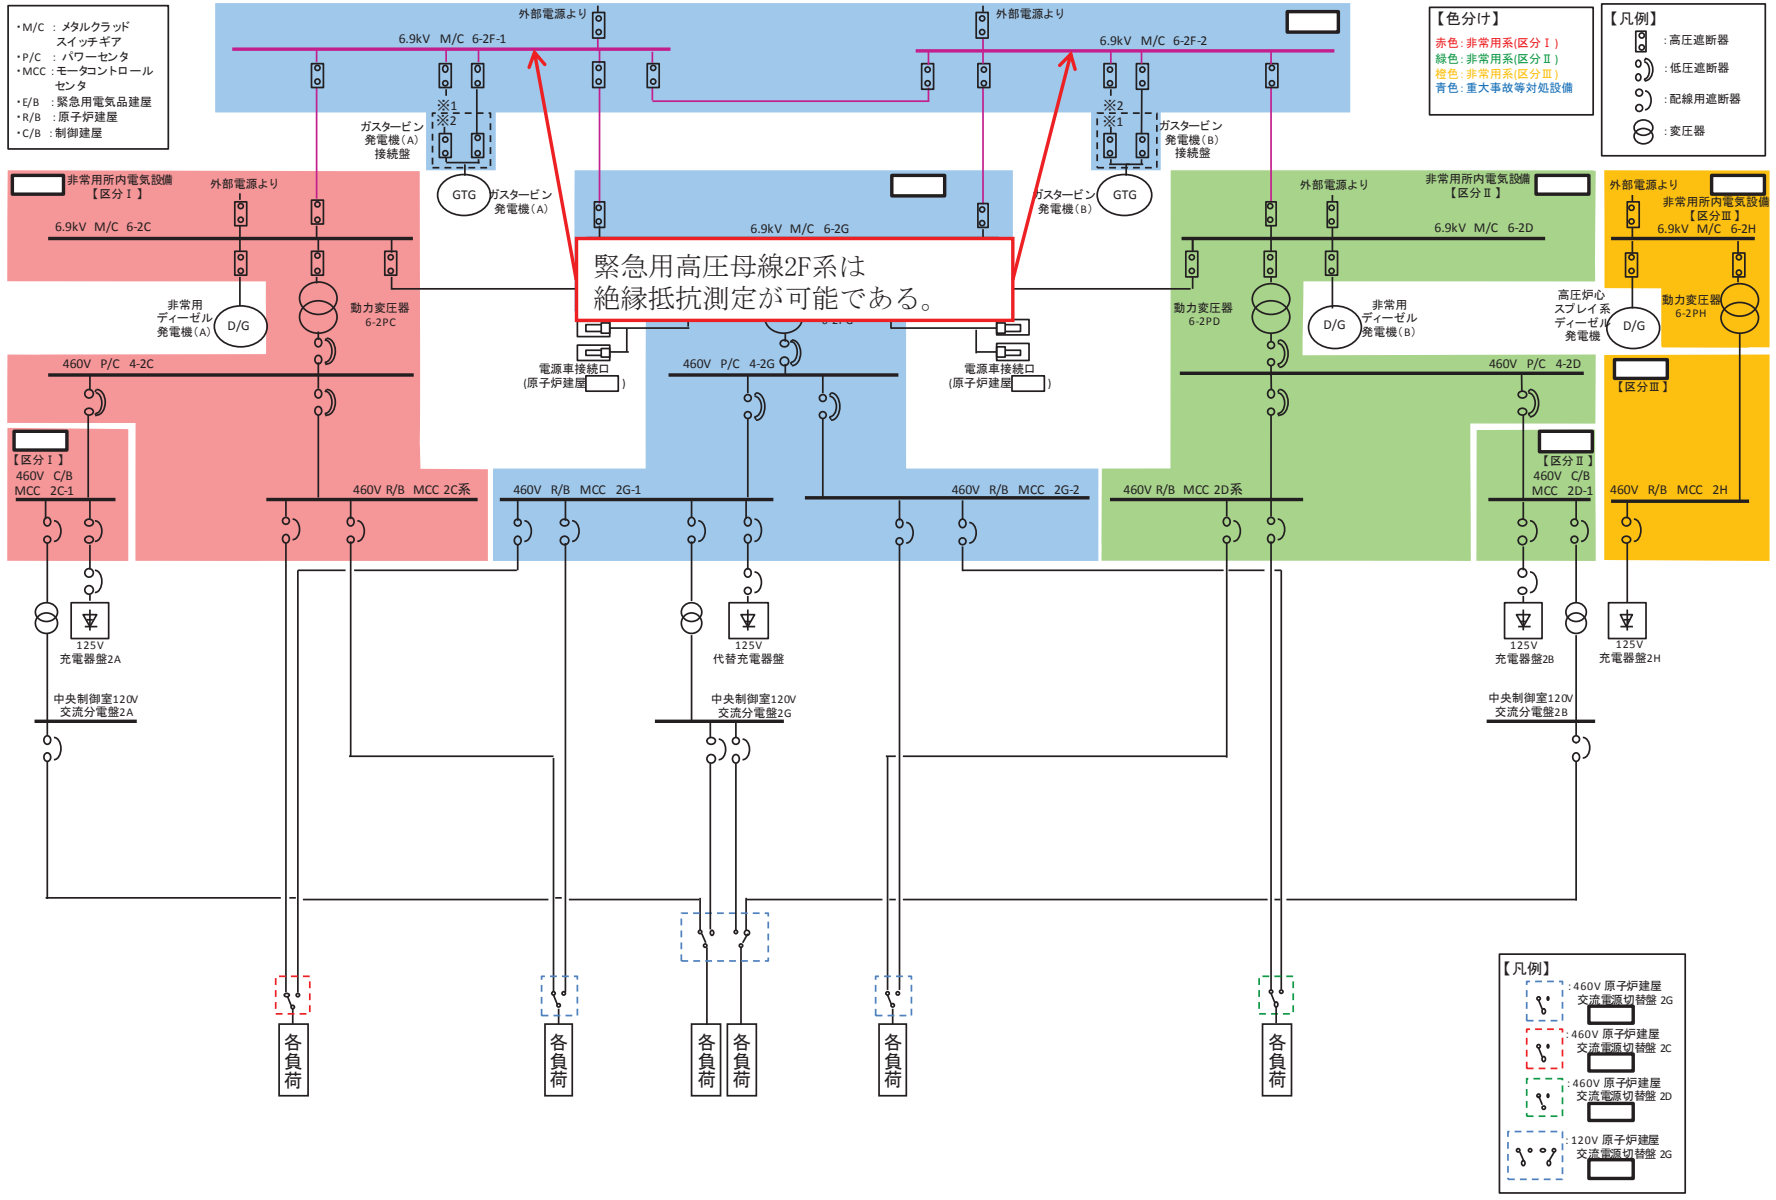 ・M/C : メタルクラッド
スイッチギア
・P/C : パワーセンタ
・MCC : モータコントロール
センタ
・E/B : 緊急用電気品建屋
・R/B : 原子炉建屋
・C/B : 制御建屋
外部電源より
6.9kV M/C 6-2F-1
外部電源より
6.9kV M/C 6-2F-2
【色分け】
赤色: 非常用系(区分Ⅰ)
緑色: 非常用系(区分Ⅱ)
橙色: 非常用系(区分Ⅲ)
青色: 重大事故等対処設備
【凡例】
: 高圧遮断器
: 低圧遮断器
: 配線用遮断器
: 変圧器
※1
※2
ガスタービン
発電機(A)
接続盤
GTG
ガスタービン
発電機(A)
※2
※1
ガスタービン
発電機(B)
接続盤
ガスタービン
発電機(B)
GTG
非常用所内電気設備
【区分Ⅰ】
外部電源より
6.9kV M/C 6-2C
非常用
ディーゼル
発電機(A)
D/G
動力変圧器
6-2PC
460V P/C 4-2C
6.9kV M/C 6-2G
緊急用高圧母線2F系は
絶縁抵抗測定が可能である。
電源車接続口
(原子炉建屋 )
460V P/C 4-2G
電源車接続口
(原子炉建屋 )
外部電源より
非常用所内電気設備
【区分Ⅱ】
6.9kV M/C 6-2D
動力変圧器
6-2PD
D/G
非常用
ディーゼル
発電機(B)
460V P/C 4-2D
外部電源より
非常用所内電気設備
【区分Ⅲ】
6.9kV M/C 6-2H
高圧炉心
スプレイ系
ディーゼル
発電機
D/G
動力変圧器
6-2PH
【区分Ⅲ】
【区分Ⅰ】
460V C/B
MCC 2C-1
460V R/B MCC 2C系
460V R/B MCC 2G-1
460V R/B MCC 2G-2
460V R/B MCC 2D系
【区分Ⅱ】
460V C/B
MCC 2D-1
460V R/B MCC 2H
125V
充電器盤2A
125V
代替充電器盤
125V
充電器盤2B
125V
充電器盤2H
中央制御室120V
交流分電盤2A
中央制御室120V
交流分電盤2G
中央制御室120V
交流分電盤2B
各負荷
各負荷
各負荷
各負荷
各負荷
各負荷
【凡例】
: 460V 原子炉建屋
交流電源切替盤 2G
: 460V 原子炉建屋
交流電源切替盤 2C
: 460V 原子炉建屋
交流電源切替盤 2D
: 120V 原子炉建屋
交流電源切替盤 2G